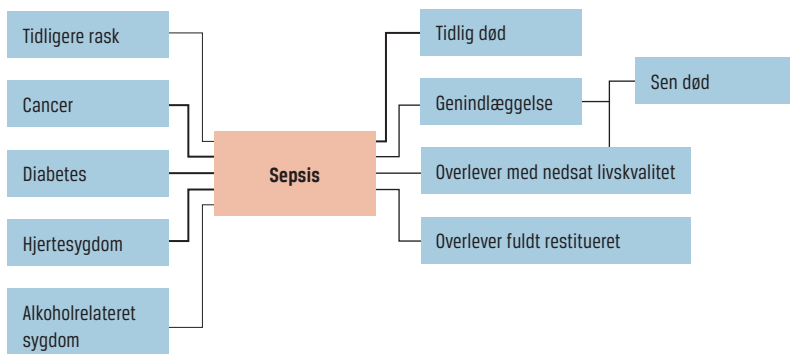 Tidligere rask
Cancer
Diabetes
Hjertesygdom
Alkoholrelateret
sygdom
Sepsis
Tidlig død
Genindlæggelse
Overlever med nedsat livskvalitet
Overlever fuldt restitueret
Sen død